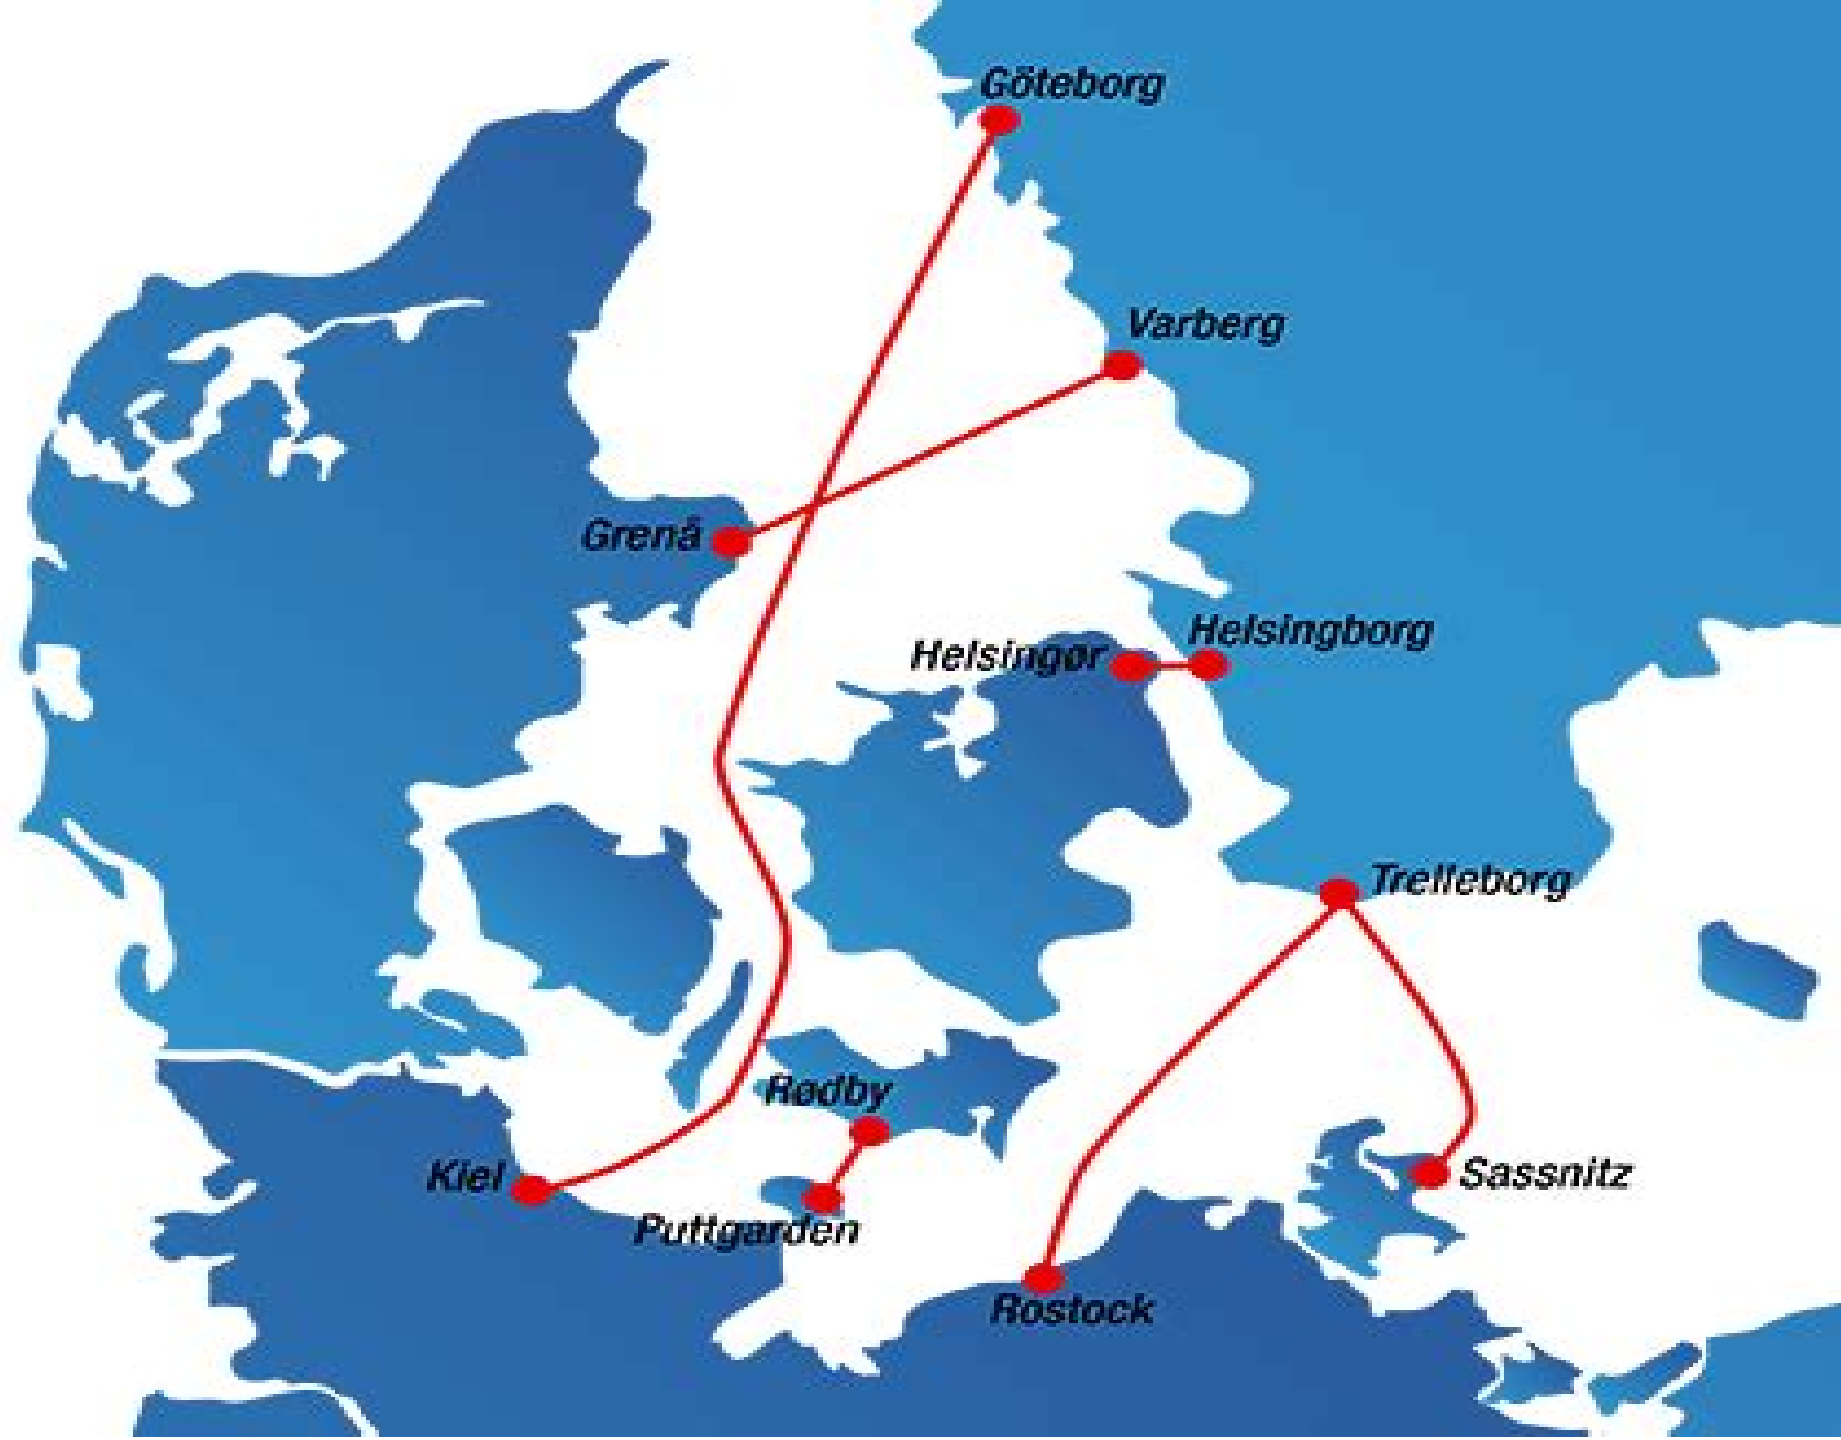 Göteborg
Varberg
Grenå
Helsingør
Helsingborg
Trelleborg
Rødby
Kiel
Puttgarden
Sassnitz
Rostock